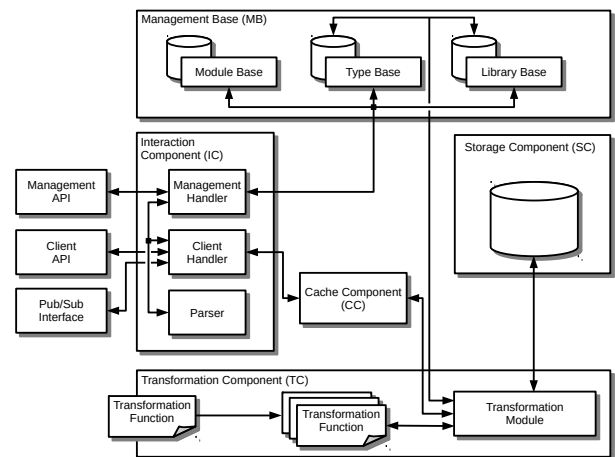 Management Base (MB)
Module Base
Type Base
Library Base
Interaction
Component (IC)
Storage Component (SC)
Management
API
Management
Handler
Client
API
Client
Handler
Pub/Sub
Interface
Parser
Cache Component
(CC)
Transformation Component (TC)
Transformation
Function
Transformation
Function
Transformation
Module